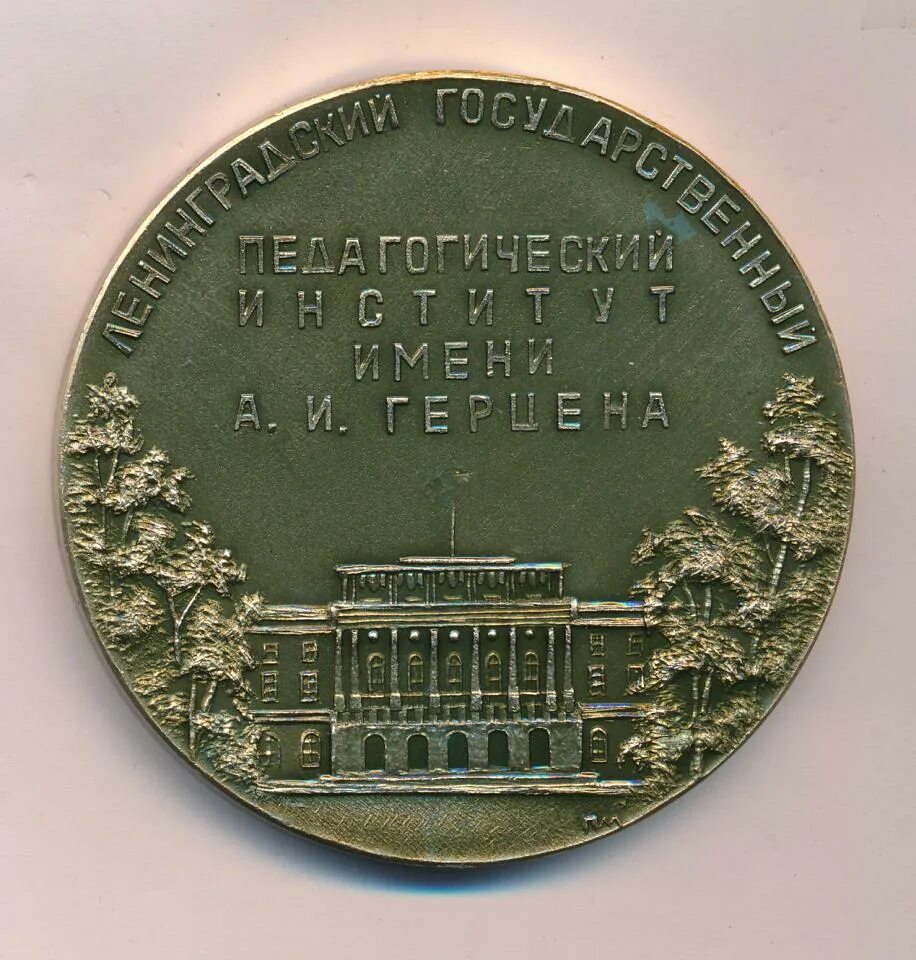 ЛЕНИНГРАДСКИЙ ГОСУДАРСТВЕННЫЙ
ПЕДАГОГИЧЕСКИЙ
ИНСТИТУТ
ИМЕНИ
А. И. ГЕРЦЕНА